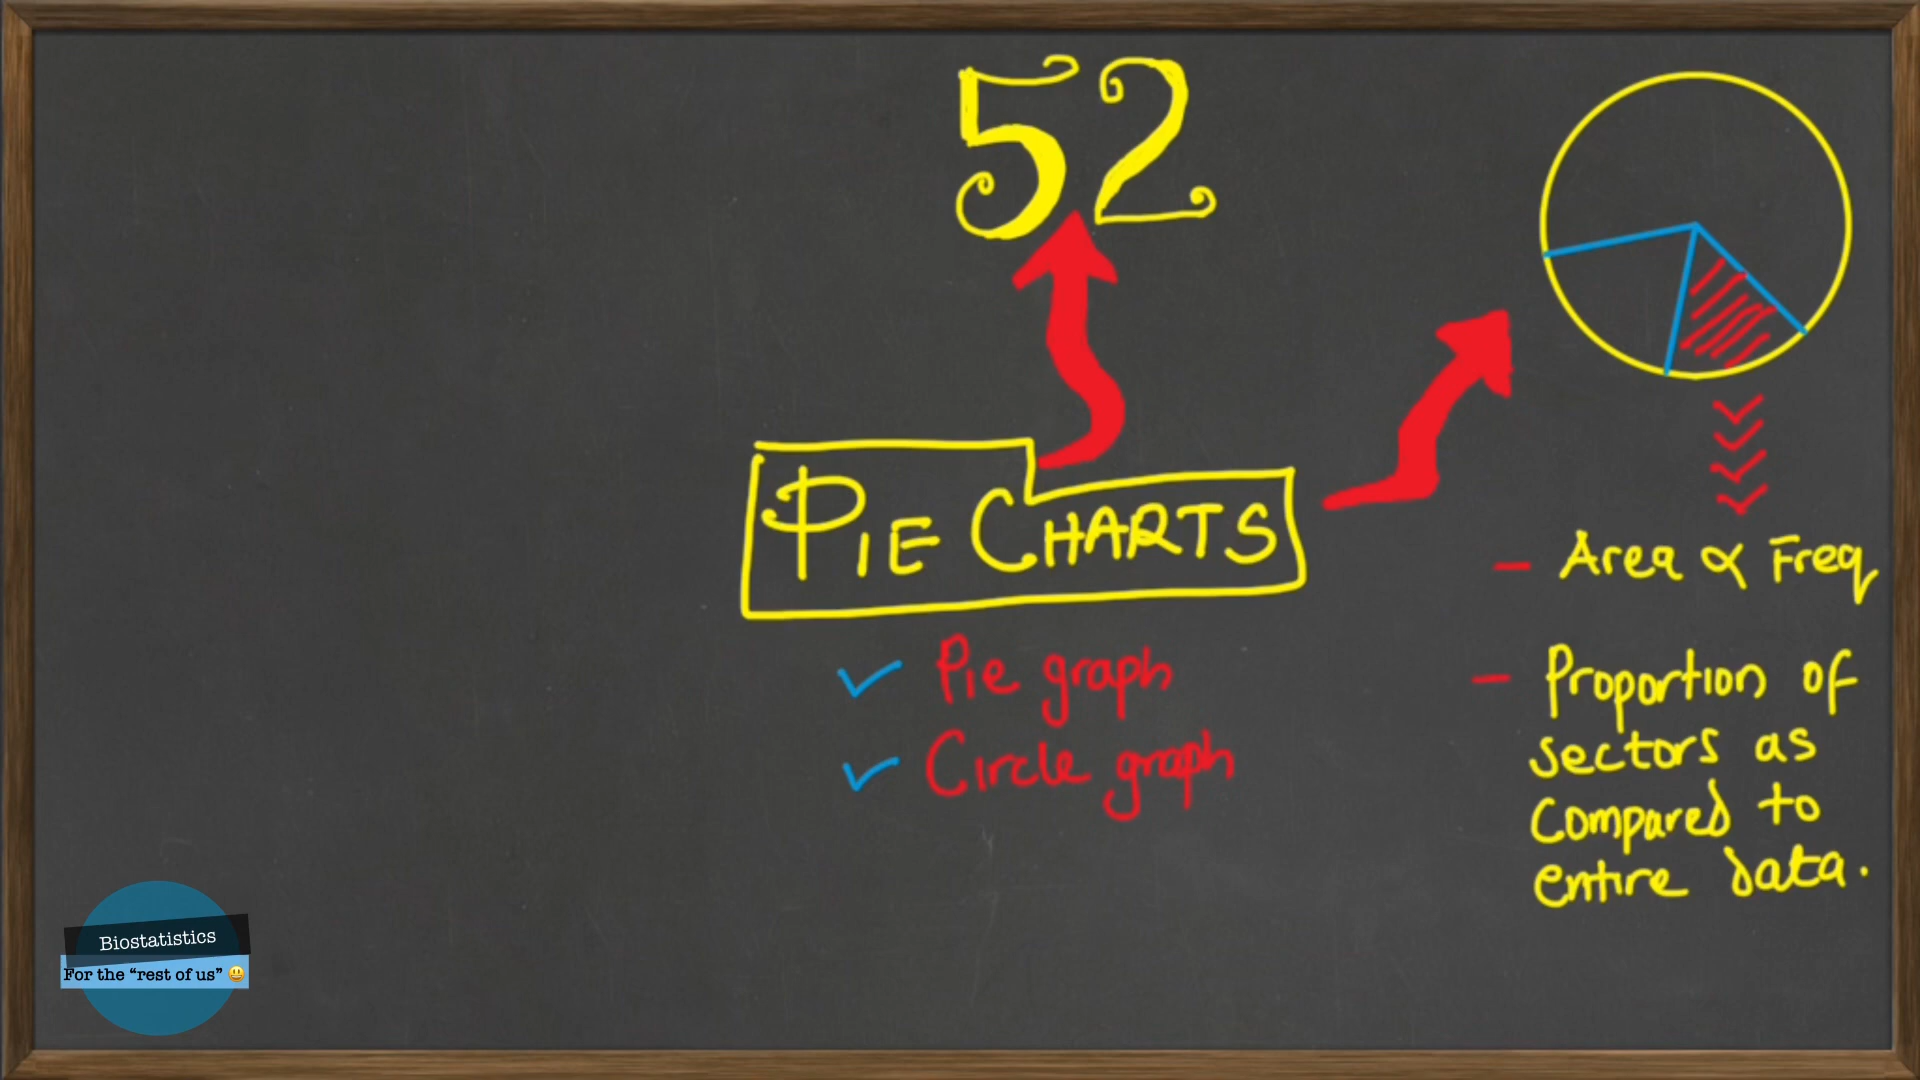 52
PIE CHARTS
✓ Pie graph
✓ Circle graph
- Area ∝ Freq
- Proportion of
sectors as
compared to
entire data.
Biostatistics
For the “rest of us” 😃